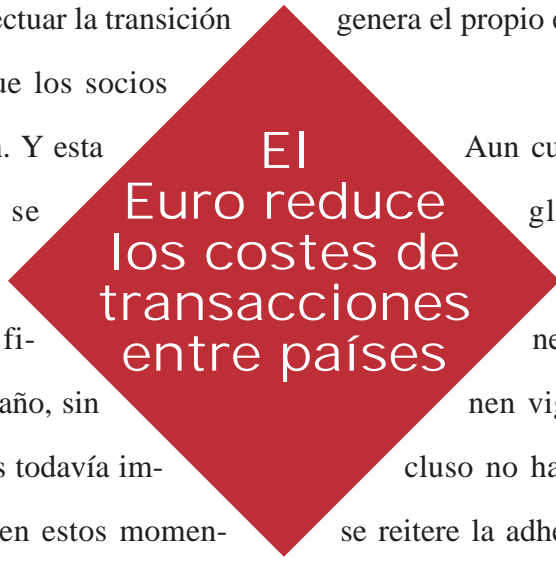 ectuar la transición
ue los socios
Y esta
se
fi-
año, sin
s todavía im-
en estos momen-
El
Euro reduce
los costes de
transacciones
entre países
genera el propio
Aun cu
gl
ne
nen vi
cluso no ha
se reitere la adhe